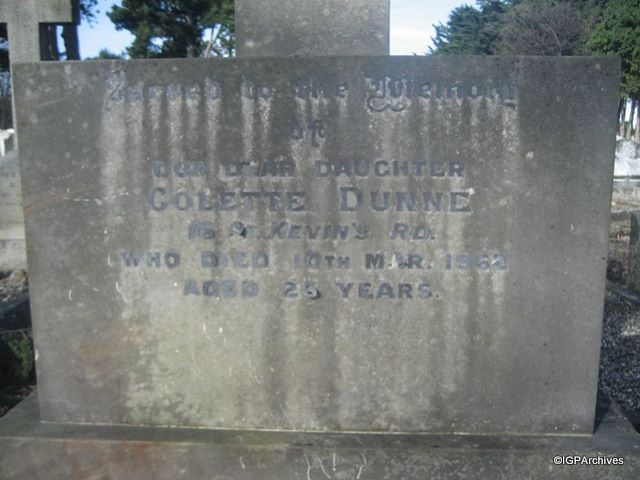 Sacred to the Memory
of
OUR DEAR DAUGHTER
COLETTE DUNNE
16 ST. KEVIN'S RD.
WHO DIED 10TH MAR. 1962
AGED 26 YEARS.
©IGPArchives